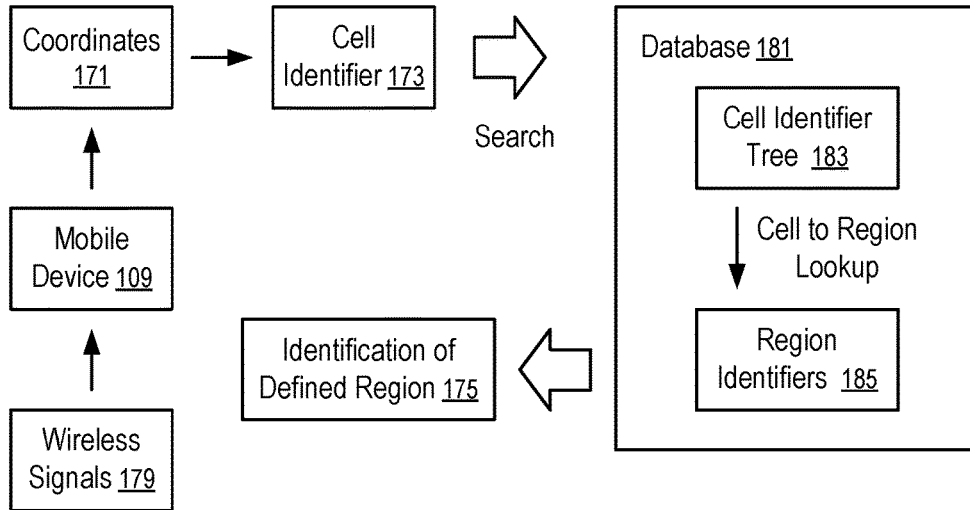 Coordinates
171
Cell
Identifier 173
Search
Database 181
Cell Identifier
Tree 183
Cell to Region
Lookup
Region
Identifiers 185
Mobile
Device 109
Identification of
Defined Region 175
Wireless
Signals 179